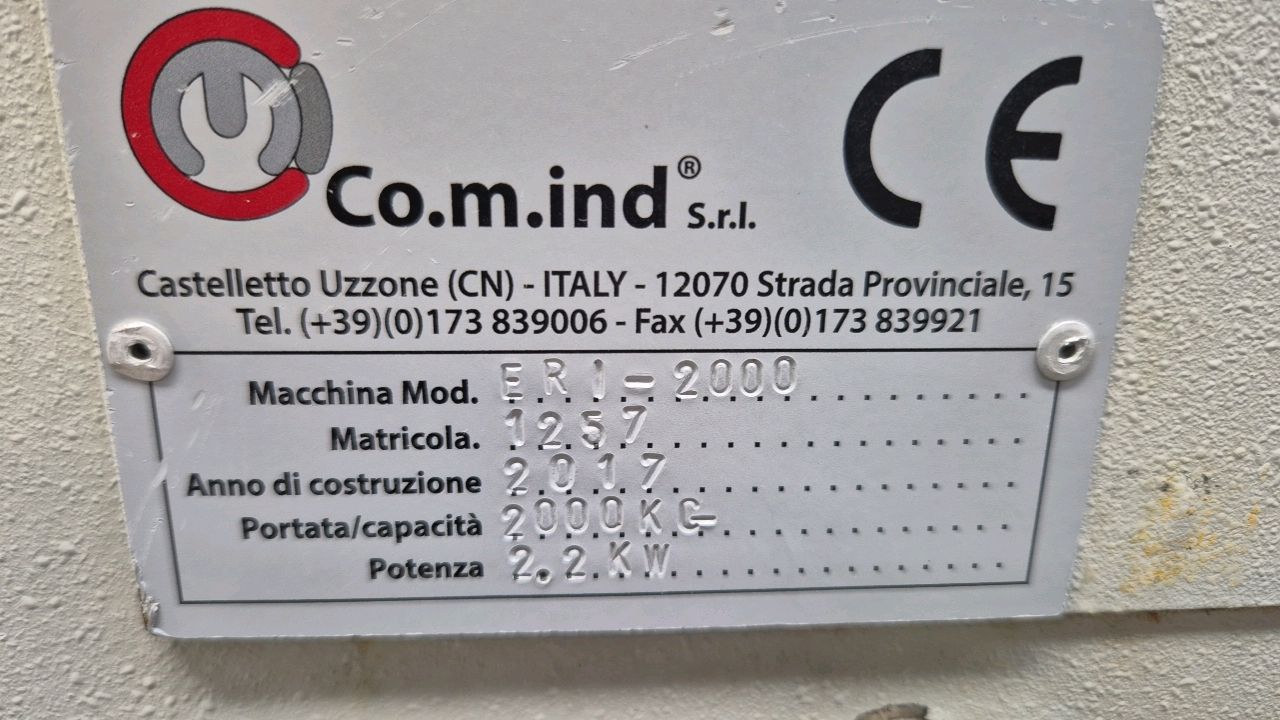 Co.m.ind® S.r.l.
CE
Castelletto Uzzone (CN) - ITALY - 12070 Strada Provinciale, 15
Tel. (+39)(0)173 839006 - Fax (+39)(0)173 839921
Macchina Mod. ERI-2000
Matricola. 1257
Anno di costruzione 2017
Portata/capacità 2000KG
Potenza 2.2KW